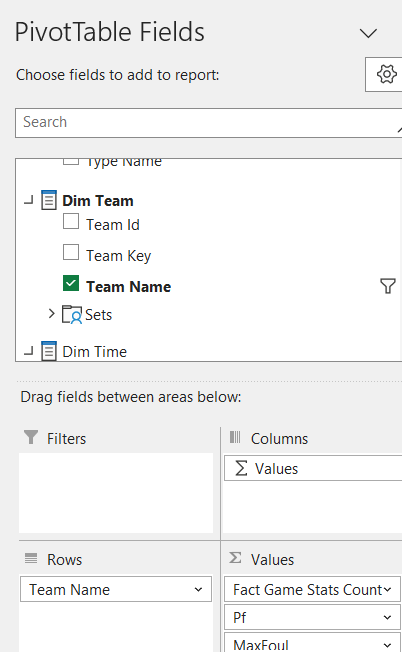 PivotTable Fields
Choose fields to add to report:
Search
Type Name
Dim Team
Team Id
Team Key
Team Name
Sets
Dim Time
Drag fields between areas below:
Filters
Columns
Values
Rows
Values
Team Name
Fact Game Stats Count
Pf
MaxFoul